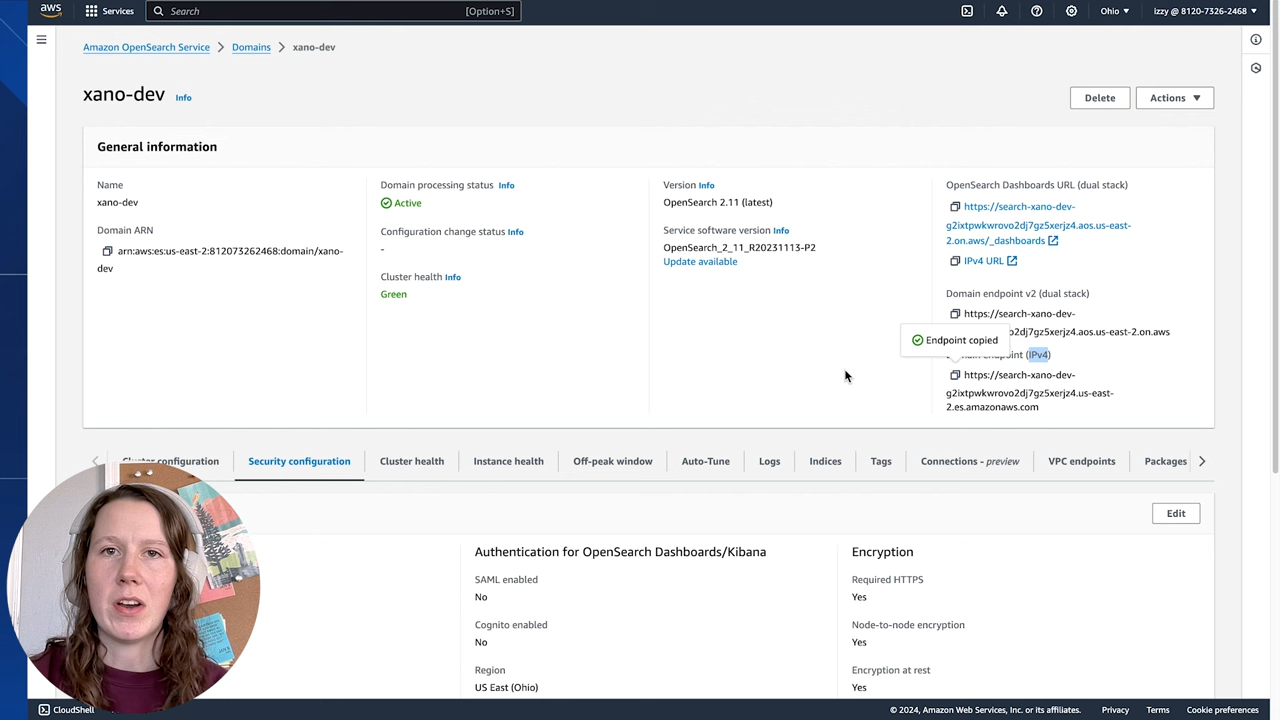 aws
Services
Search
[Option+S]
Ohio ▼
izzy @ 8120-7326-2468 ▼
Amazon OpenSearch Service > Domains > xano-dev
xano-dev Info
Delete
Actions ▼
General information
Name
xano-dev
Domain ARN
arn:aws:es:us-east-2:812073262468:domain/xano-
dev
Domain processing status Info
Active
Configuration change status Info
-
Cluster health Info
Green
Version Info
OpenSearch 2.11 (latest)
Service software version Info
OpenSearch_2_11_R20231113-P2
Update available
OpenSearch Dashboards URL (dual stack)
https://search-xano-dev-
g2ixtpwkwrovo2dj7gz5xerjz4.aos.us-east-
2.on.aws/_dashboards
IPv4 URL
Domain endpoint v2 (dual stack)
https://search-xano-dev-
o2dj7gz5xerjz4.aos.us-east-2.on.aws
Endpoint copied
endpoint (IPv4)
https://search-xano-dev-
g2ixtpwkwrovo2dj7gz5xerjz4.us-east-
2.es.amazonaws.com
Cluster configuration
Security configuration
Cluster health
Instance health
Off-peak window
Auto-Tune
Logs
Indices
Tags
Connections - preview
VPC endpoints
Packages
Edit
Authentication for OpenSearch Dashboards/Kibana
SAML enabled
No
Cognito enabled
No
Region
US East (Ohio)
Encryption
Required HTTPS
Yes
Node-to-node encryption
Yes
Encryption at rest
Yes
CloudShell
© 2024, Amazon Web Services, Inc. or its affiliates.
Privacy
Terms
Cookie preferences